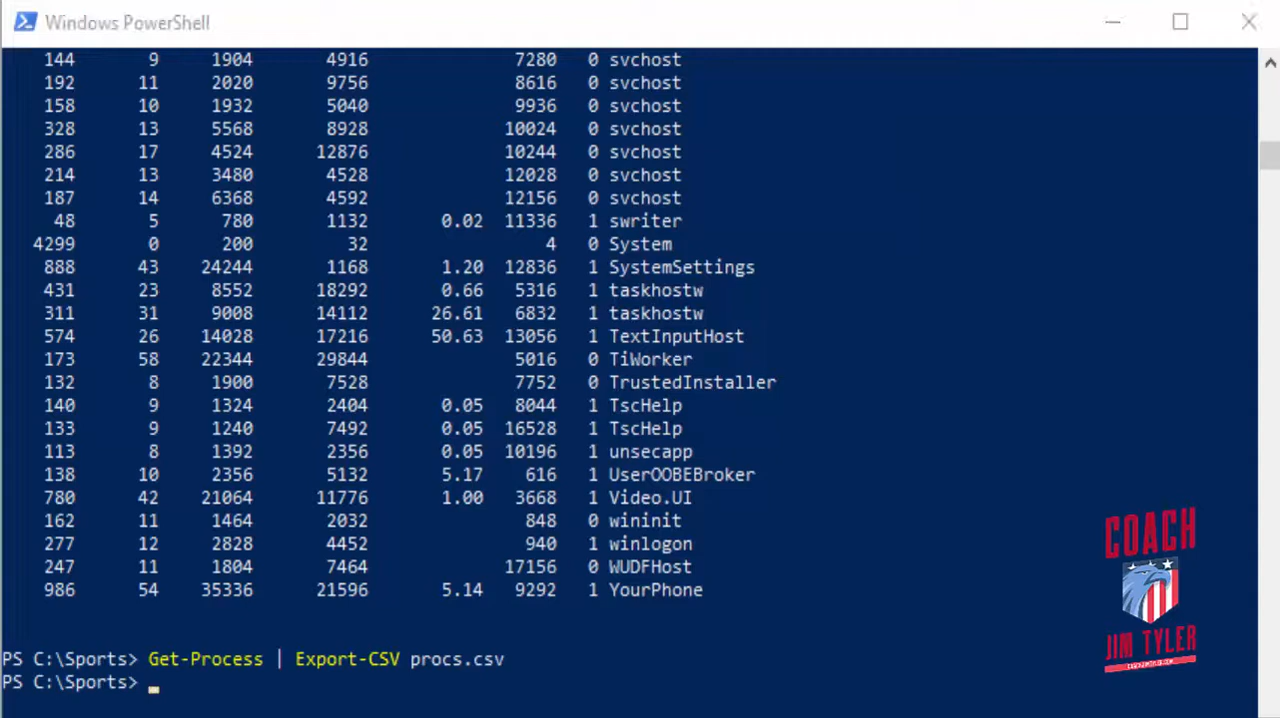 Windows PowerShell
144 9 1904 4916 7280 0 svchost
192 11 2020 9756 8616 0 svchost
158 10 1932 5040 9936 0 svchost
328 13 5568 8928 10024 0 svchost
286 17 4524 12876 10244 0 svchost
214 13 3480 4528 12028 0 svchost
187 14 6368 4592 12156 0 svchost
48 5 780 1132 0.02 11336 1 swriter
4299 0 200 32 4 0 System
888 43 24244 1168 1.20 12836 1 SystemSettings
431 23 8552 18292 0.66 5316 1 taskhostw
311 31 9008 14112 26.61 6832 1 taskhostw
574 26 14028 17216 50.63 13056 1 TextInputHost
173 58 22344 29844 5016 0 TiWorker
132 8 1900 7528 7752 0 TrustedInstaller
140 9 1324 2404 0.05 8044 1 TscHelp
133 9 1240 7492 0.05 16528 1 TscHelp
113 8 1392 2356 0.05 10196 1 unsecapp
138 10 2356 5132 5.17 616 1 UserOOBEBroker
780 42 21064 11776 1.00 3668 1 Video.UI
162 11 1464 2032 848 0 wininit
277 12 2828 4452 940 1 winlogon
247 11 1804 7464 17156 0 WUDFHost
986 54 35336 21596 5.14 9292 1 YourPhone
PS C:\Sports> Get-Process | Export-CSV procs.csv
PS C:\Sports>
COACH
JIM TYLER